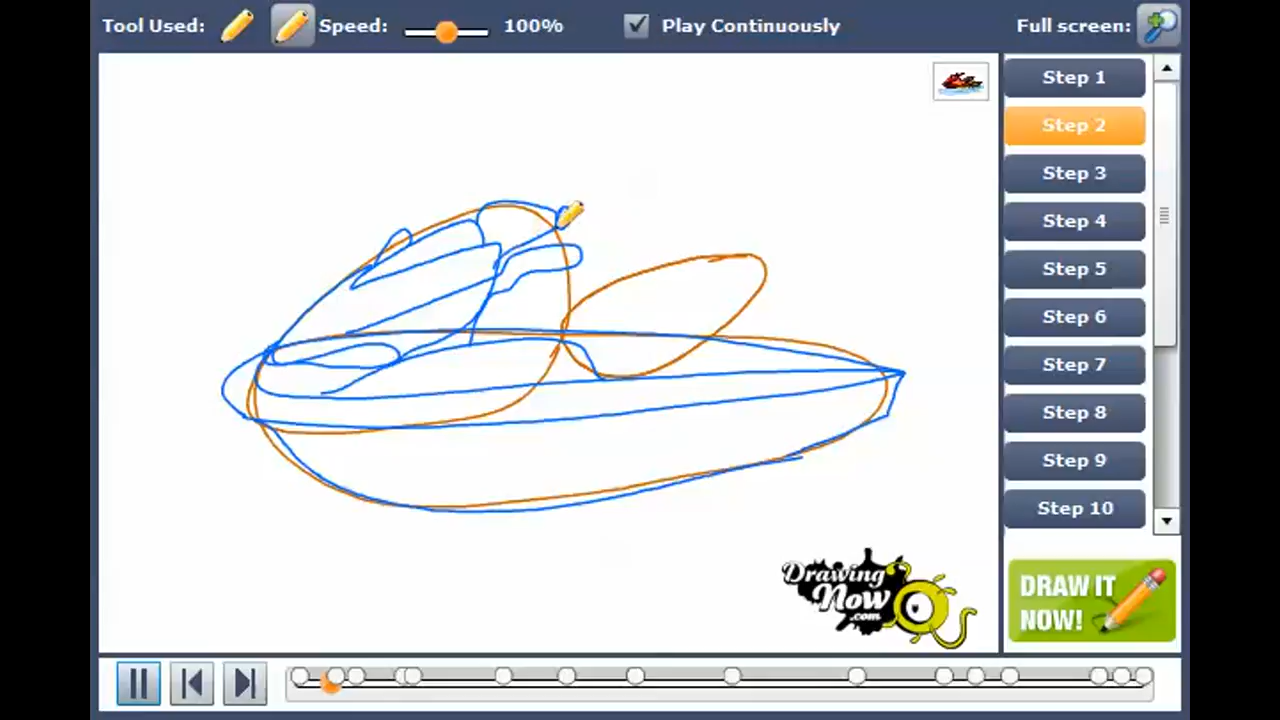 Tool Used:
Speed:
100%
Play Continuously
Full screen:
Step 1
Step 2
Step 3
Step 4
Step 5
Step 6
Step 7
Step 8
Step 9
Step 10
Drawing
Now
.com
DRAW IT
NOW!